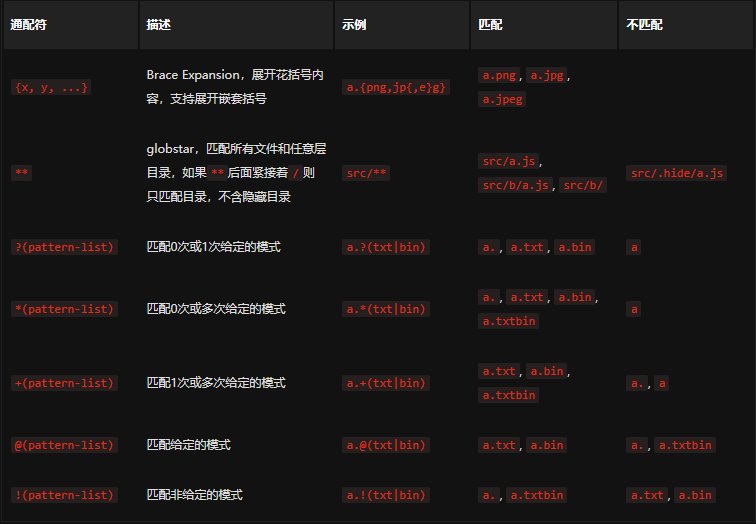 通配符 描述 示例 匹配 不匹配
{x, y, ...} Brace Expansion，展开花括号内容，支持展开嵌套括号 a.{png,jp{,e}g} a.png, a.jpg, a.jpeg
** globstar，匹配所有文件和任意层目录，如果 ** 后面紧接着 / 则只匹配目录，不含隐藏目录 src/** src/a.js, src/b/a.js, src/b/ src/.hide/a.js
?(pattern-list) 匹配0次或1次给定的模式 a.?(txt|bin) a., a.txt, a.bin a
*(pattern-list) 匹配0次或多次给定的模式 a.*(txt|bin) a., a.txt, a.bin, a.txtbin a
+(pattern-list) 匹配1次或多次给定的模式 a.+(txt|bin) a.txt, a.bin, a.txtbin a., a
@(pattern-list) 匹配给定的模式 a.@(txt|bin) a.txt, a.bin a., a.txtbin
!(pattern-list) 匹配非给定的模式 a.!(txt|bin) a., a.txtbin a.txt, a.bin